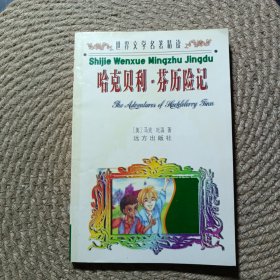 世界文学名著精读
Shijie Wenxue Mingzhu Jingdu
哈克贝利·芬历险记
The Adventures of Huckleberry Finn
[美]马克·吐温 著
远方出版社